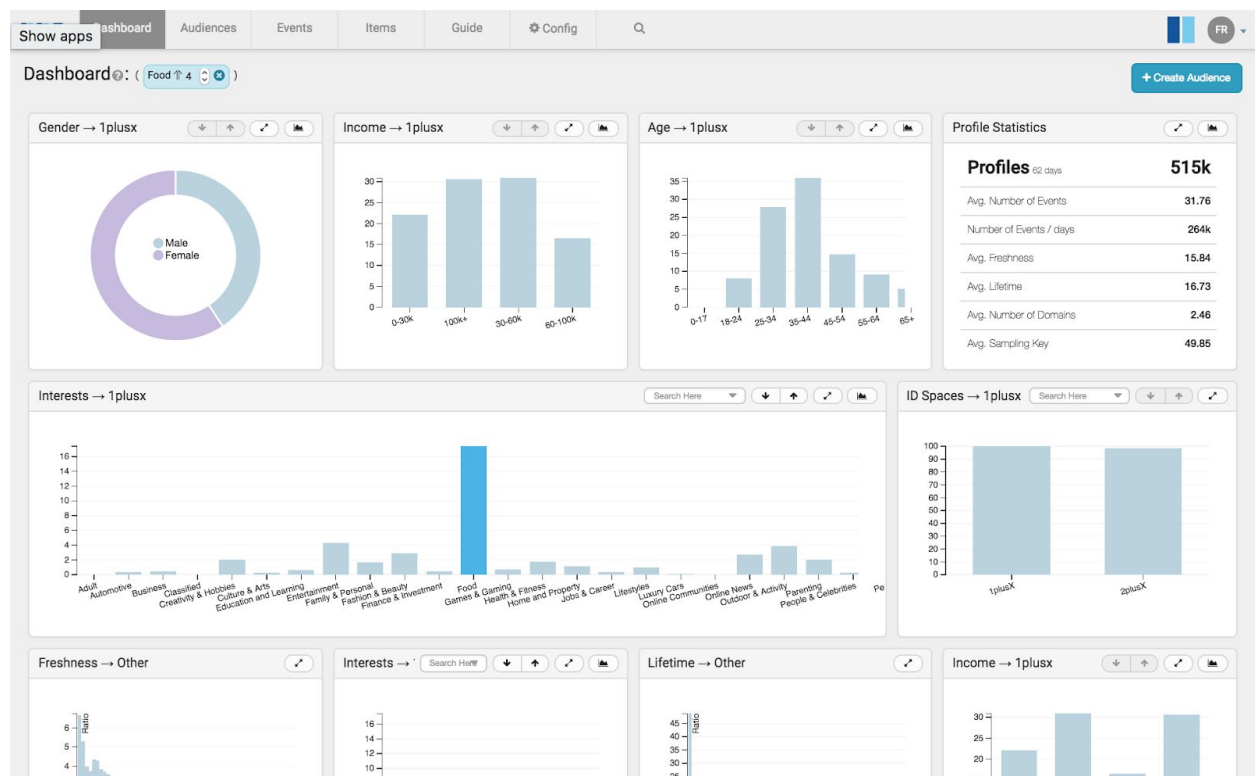 Show apps
Dashboard Audiences Events Items Guide Config FR
Dashboard: ( Food 4 )
+ Create Audience
Gender → 1plusx
Male
Female
Income → 1plusx
30
25
20
15
10
5
0
0-30k 100k+ 30-60k 60-100k
Age → 1plusx
35
30
25
20
15
10
5
0
0-17 18-24 25-34 35-44 45-54 55-64 65+
Profile Statistics
Profiles 62 days 515k
Avg. Number of Events 31.76
Number of Events / days 264k
Avg. Freshness 15.84
Avg. Lifetime 16.73
Avg. Number of Domains 2.46
Avg. Sampling Key 49.85
Interests → 1plusx Search Here
16
14
12
10
8
6
4
2
0
Adult Automotive Business Classified Creativity & Hobbies Culture & Arts Education and Learning Entertainment Family & Personal Fashion & Beauty Finance & Investment Food Games & Gaming Health & Fitness Home and Property Jobs & Career Lifestyles Luxury Cars Online Communities Online News Outdoor & Activity Parenting People & Celebrities Pe
ID Spaces → 1plusx Search Here
100
90
80
70
60
50
40
30
20
10
0
1plusX 2plusX
Freshness → Other
Ratio
6
5
4
Interests → Search Here
16
14
12
10
Lifetime → Other
Ratio
45
40
35
30
25
Income → 1plusx
30
25
20